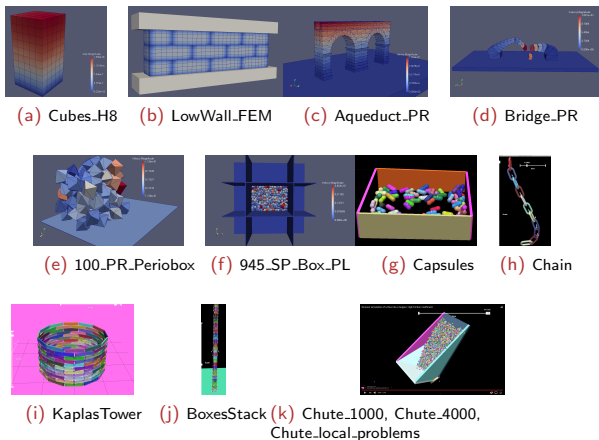 (a) Cubes_H8
(b) LowWall_FEM
(c) Aqueduct_PR
(d) Bridge_PR
(e) 100_PR_Periobox
(f) 945_SP_Box_PL
(g) Capsules
(h) Chain
(i) KaplasTower
(j) BoxesStack
(k) Chute_1000, Chute_4000,
Chute_local_problems